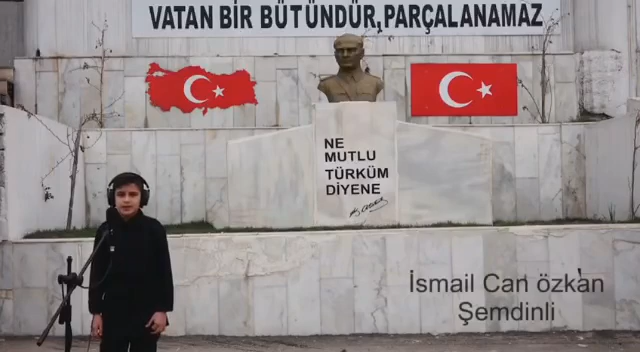 VATAN BİR BÜTÜNDÜR,PARÇALANAMAZ
NE
MUTLU
TÜRKÜM
DİYENE
İsmail Can özkan
Şemdinli